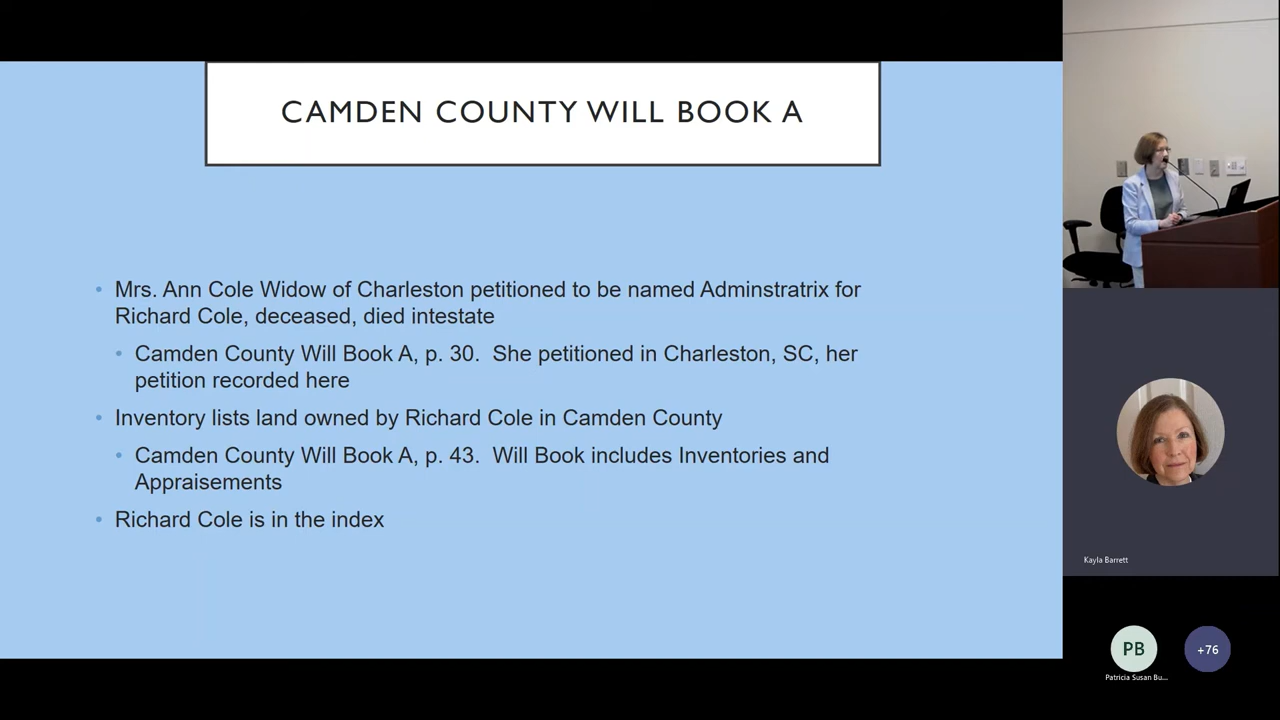 CAMDEN COUNTY WILL BOOK A
• Mrs. Ann Cole Widow of Charleston petitioned to be named Adminstratrix for
Richard Cole, deceased, died intestate
• Camden County Will Book A, p. 30.  She petitioned in Charleston, SC, her
petition recorded here
• Inventory lists land owned by Richard Cole in Camden County
• Camden County Will Book A, p. 43.  Will Book includes Inventories and
Appraisements
• Richard Cole is in the index
Kayla Barrett
PB
+76
Patricia Susan Bu...